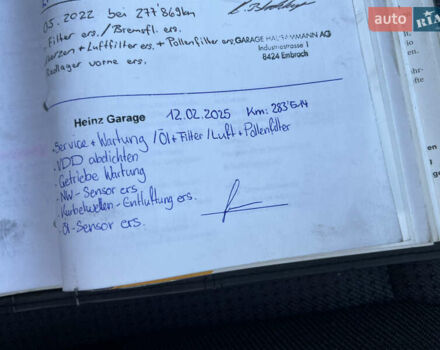 05.2022 bei 277'869km
Filter ers. / Bremsfl. ers.
kerzen + Luftfilter ers. + Pollenfilter ers. GARAGE HAU MANN AG
Radlager vorne ers. Industriestrasse 1
8424 Embrach
auto RIA
Heinz Garage 12.02.2025 Km: 283'514
- Service + Wartung / Öl + Filter / Luft + Pollenfilter
- VDD abdichten
- Getriebe Wartung
- NW-Sensor ers.
- Kurbelwellen-Entlüftung ers.
- Öl-Sensor ers.